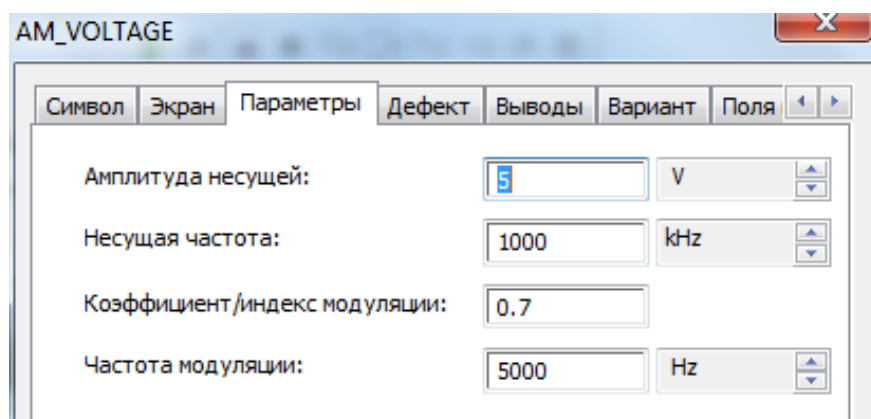 AM_VOLTAGE
Символ Экран Параметры Дефект Выводы Вариант Поля
Амплитуда несущей: 5 V
Несущая частота: 1000 kHz
Коэффициент/индекс модуляции: 0.7
Частота модуляции: 5000 Hz